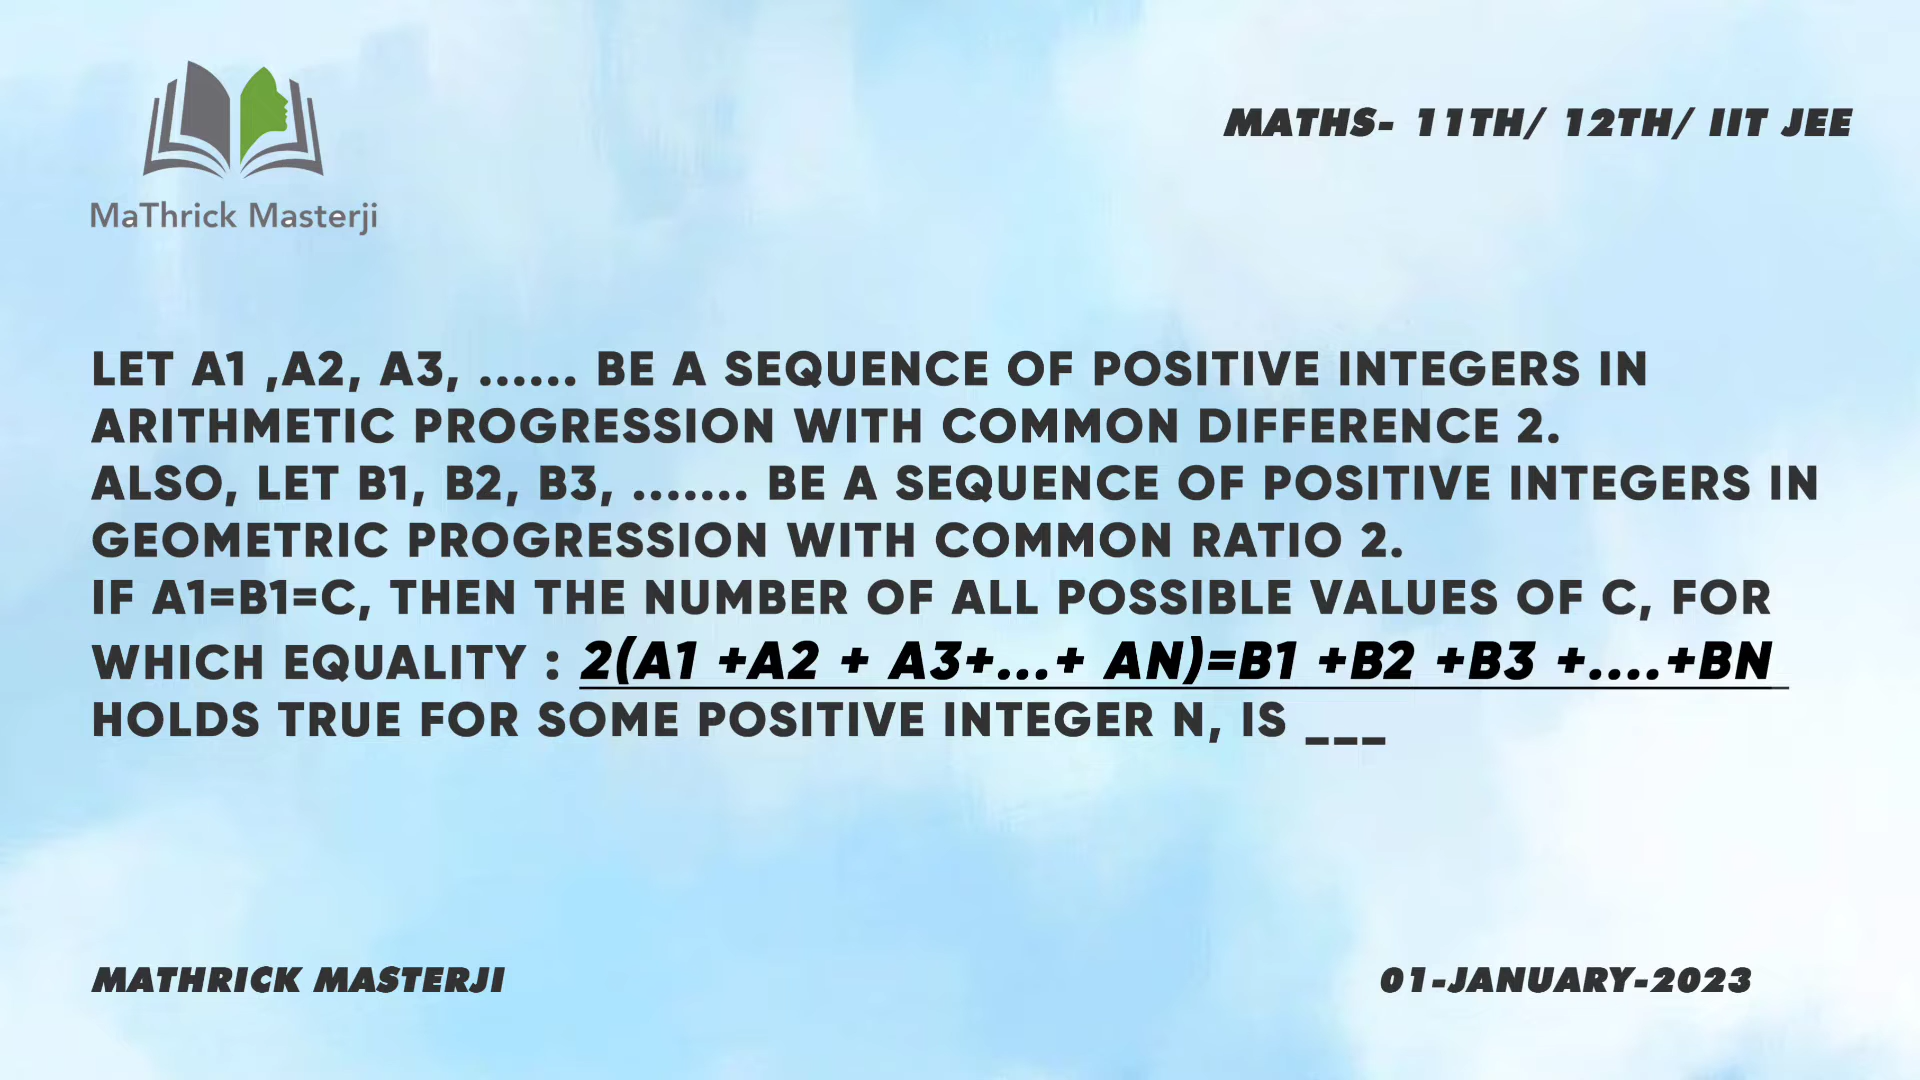 MaThrick Masterji
MATHS- 11TH/ 12TH/ IIT JEE
LET A1 ,A2, A3, ...... BE A SEQUENCE OF POSITIVE INTEGERS IN
ARITHMETIC PROGRESSION WITH COMMON DIFFERENCE 2.
ALSO, LET B1, B2, B3, ....... BE A SEQUENCE OF POSITIVE INTEGERS IN
GEOMETRIC PROGRESSION WITH COMMON RATIO 2.
IF A1=B1=C, THEN THE NUMBER OF ALL POSSIBLE VALUES OF C, FOR
WHICH EQUALITY : 2(A1 +A2 + A3+...+ AN)=B1 +B2 +B3 +....+BN
HOLDS TRUE FOR SOME POSITIVE INTEGER N, IS ___
MATHRICK MASTERJI
01-JANUARY-2023